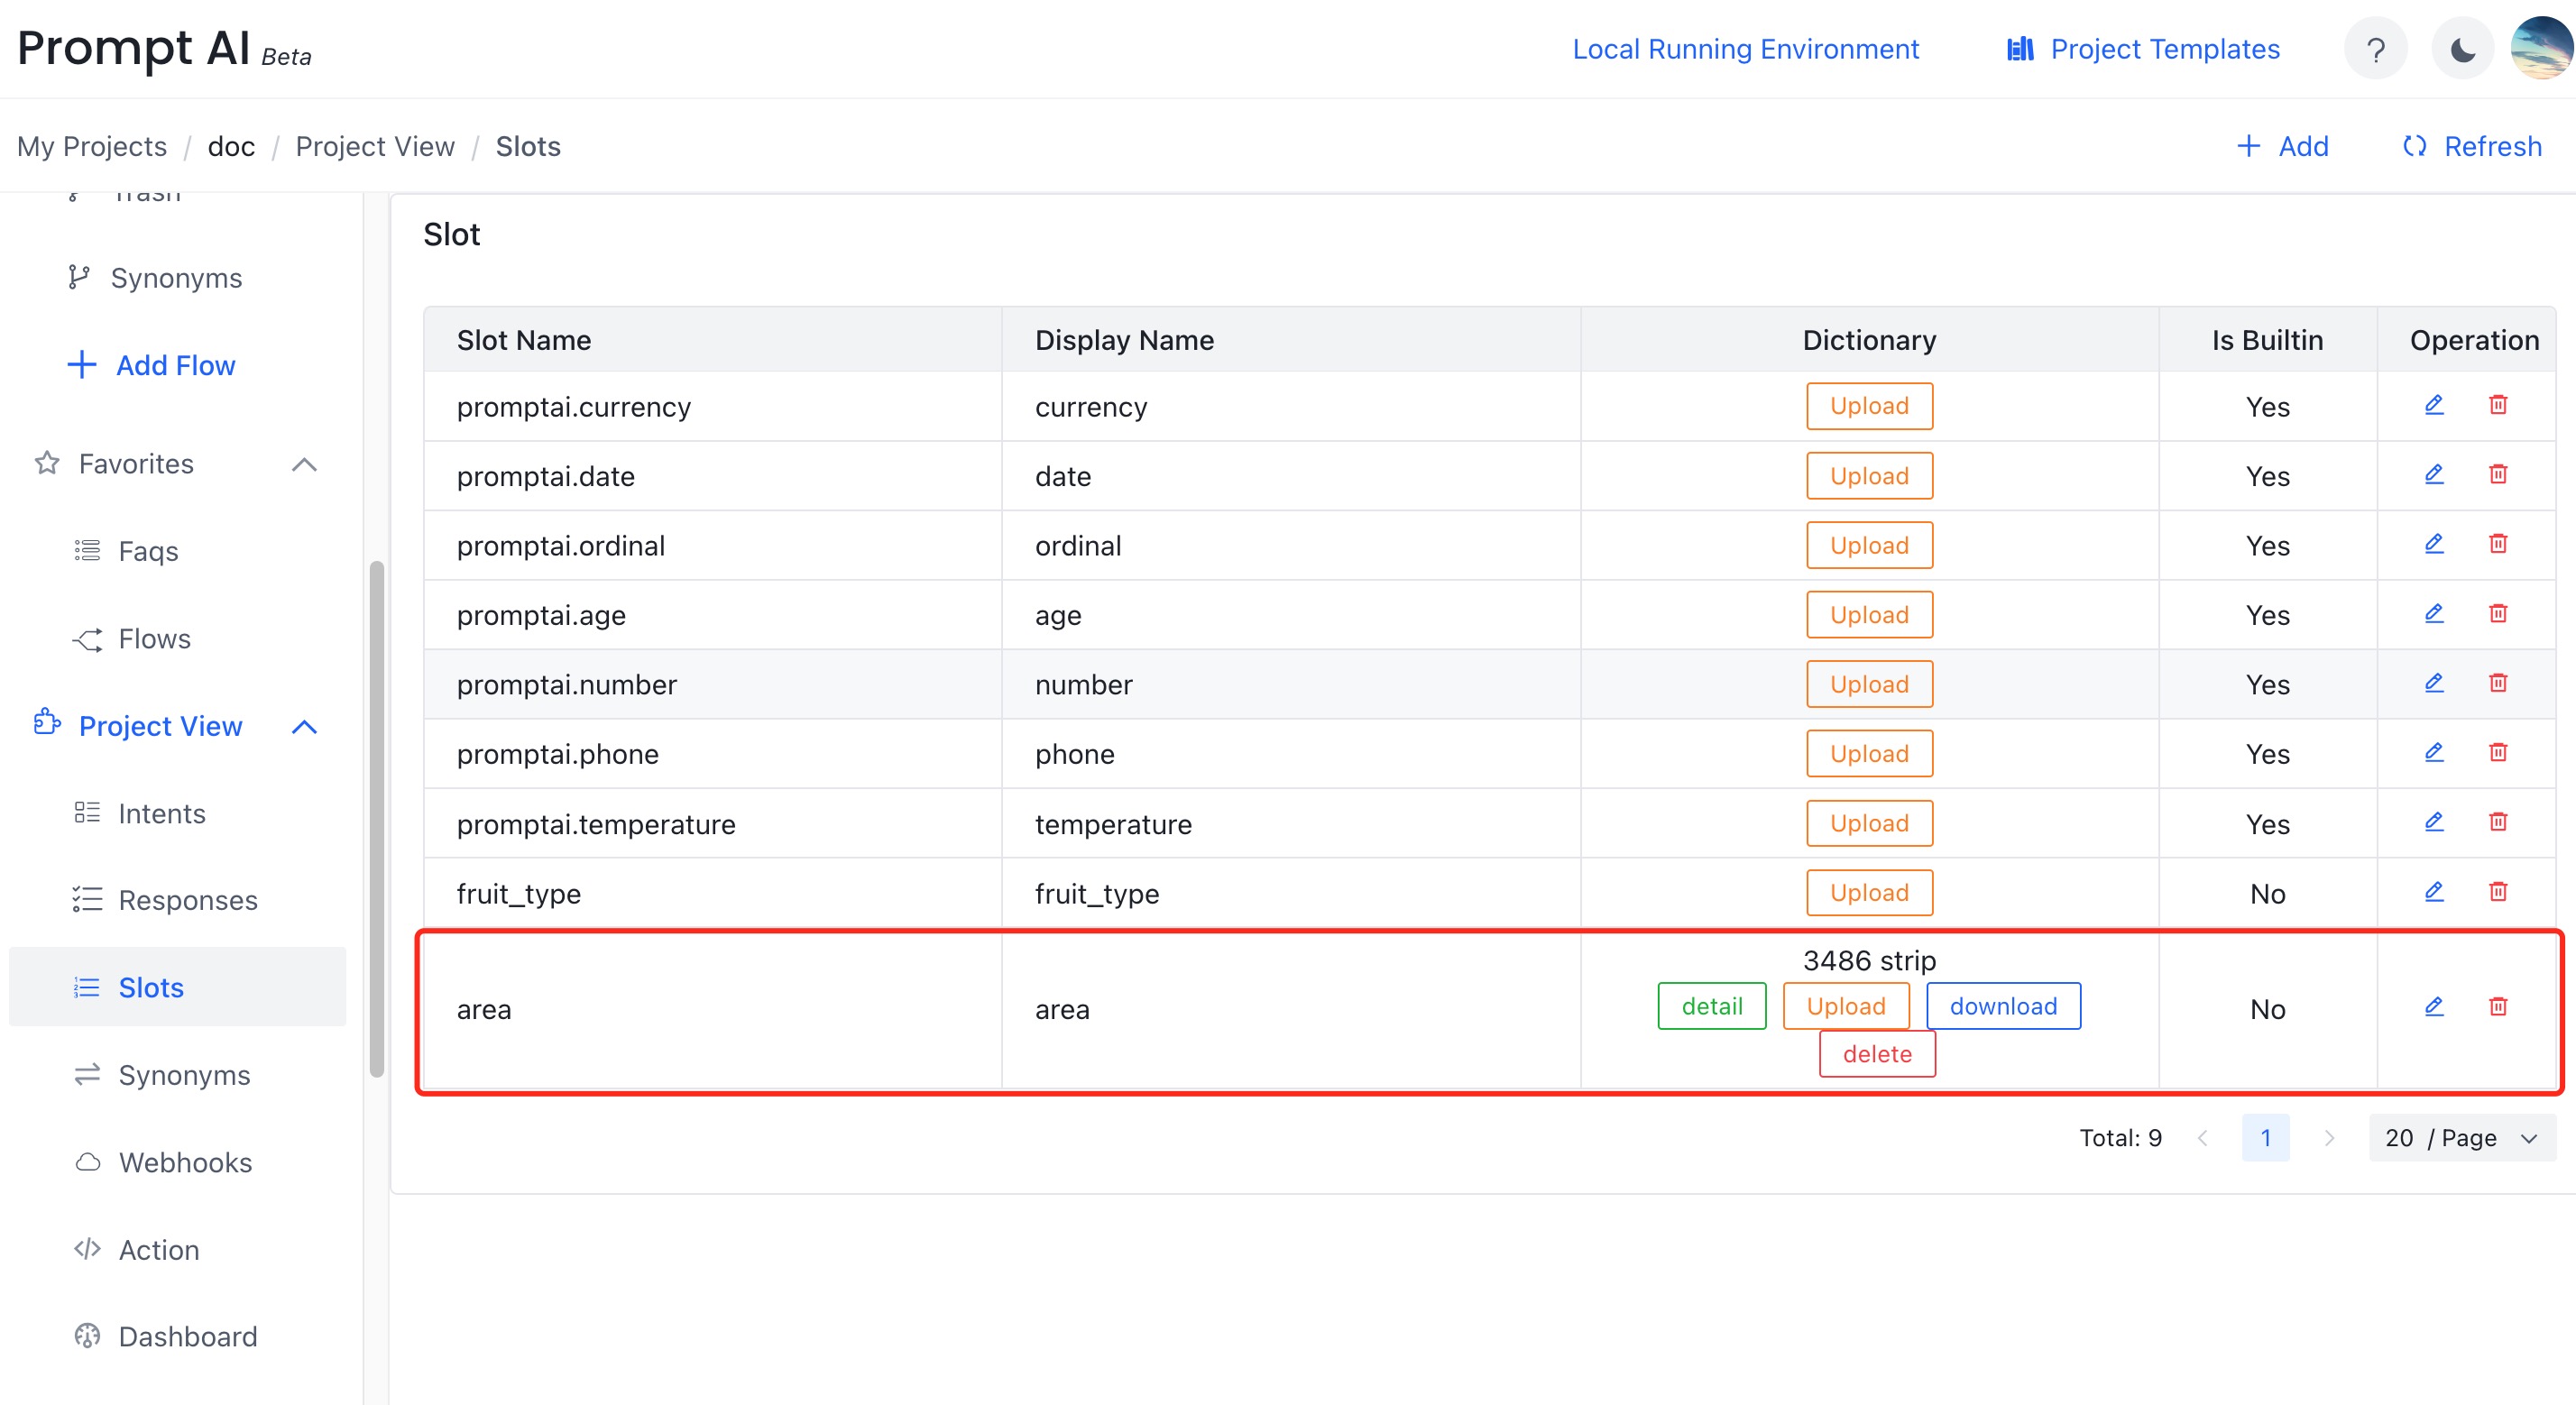 Prompt AI Beta
Local Running Environment
Project Templates
?
My Projects / doc / Project View / Slots
Add
Refresh
Trash
Synonyms
Add Flow
Favorites
Faqs
Flows
Project View
Intents
Responses
Slots
Synonyms
Webhooks
Action
Dashboard
Slot
Slot Name Display Name Dictionary Is Builtin Operation
promptai.currency currency Upload Yes
promptai.date date Upload Yes
promptai.ordinal ordinal Upload Yes
promptai.age age Upload Yes
promptai.number number Upload Yes
promptai.phone phone Upload Yes
promptai.temperature temperature Upload Yes
fruit_type fruit_type Upload No
3486 strip
area area detail Upload download No
delete
Total: 9 1 20 / Page